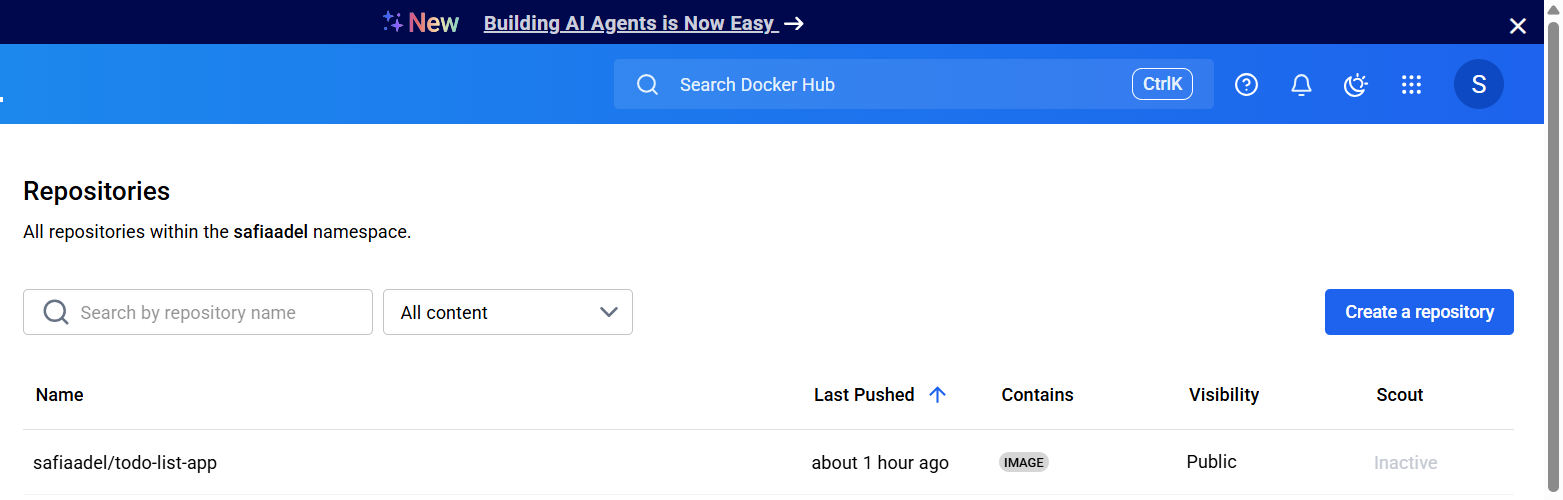 New Building AI Agents is Now Easy →
Search Docker Hub CtrlK S
Repositories
All repositories within the safiaadel namespace.
Search by repository name All content Create a repository
Name Last Pushed ↑ Contains Visibility Scout
safiaadel/todo-list-app about 1 hour ago IMAGE Public Inactive